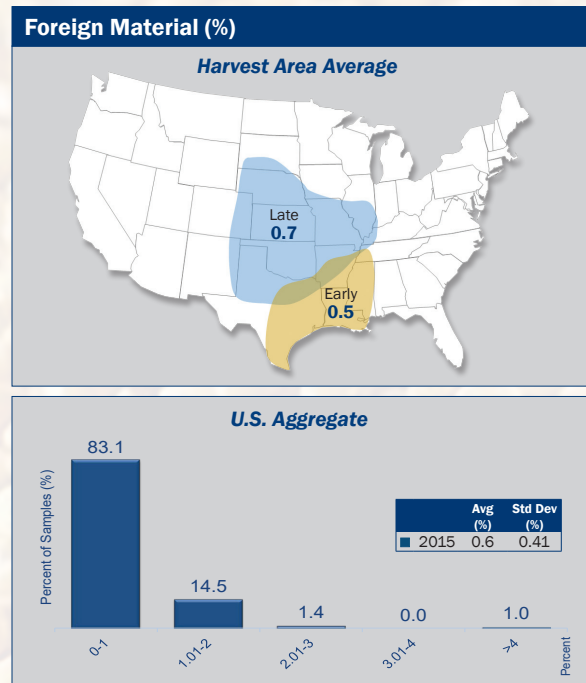 Foreign Material (%)
Harvest Area Average
Late
0.7
Early
0.5
U.S. Aggregate
Percent of Samples (%)
83.1
14.5
1.4
0.0
1.0
Avg (%)
Std Dev (%)
2015 0.6 0.41
0-1
1.01-2
2.01-3
3.01-4
>4
Percent